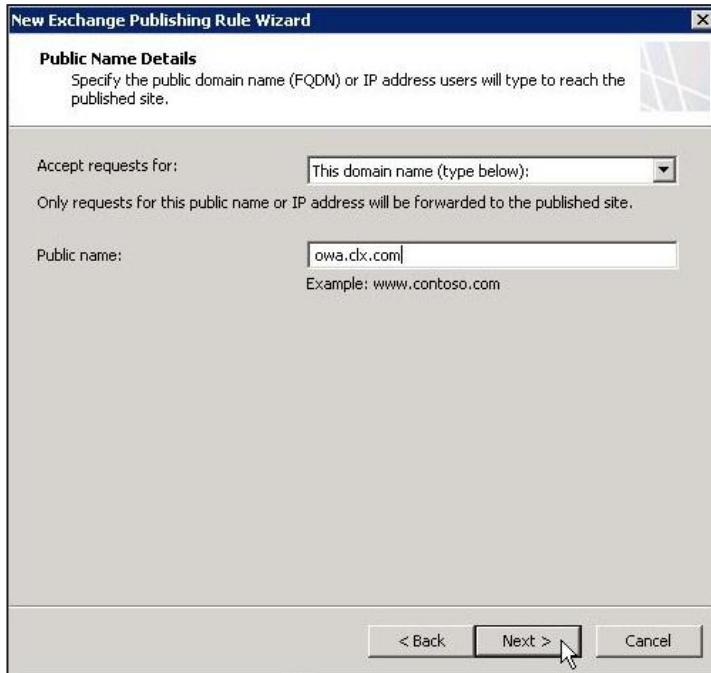 New Exchange Publishing Rule Wizard
Public Name Details
Specify the public domain name (FQDN) or IP address users will type to reach the
published site.
Accept requests for:
This domain name (type below):
Only requests for this public name or IP address will be forwarded to the published site.
Public name:
owa.clx.com
Example: www.contoso.com
< Back
Next >
Cancel